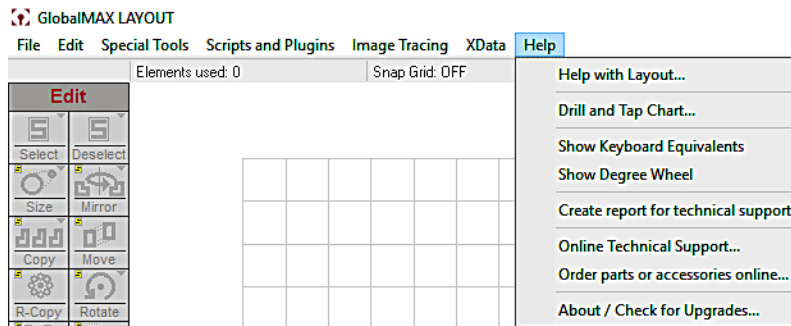 GlobalMAX LAYOUT
File Edit Special Tools Scripts and Plugins Image Tracing XData Help
Elements used: 0 Snap Grid: OFF
Help with Layout...
Edit
Drill and Tap Chart...
Select Deselect
Show Keyboard Equivalents
Show Degree Wheel
Size Mirror
Create report for technical support
Copy Move
Online Technical Support...
Order parts or accessories online...
R-Copy Rotate
About / Check for Upgrades...